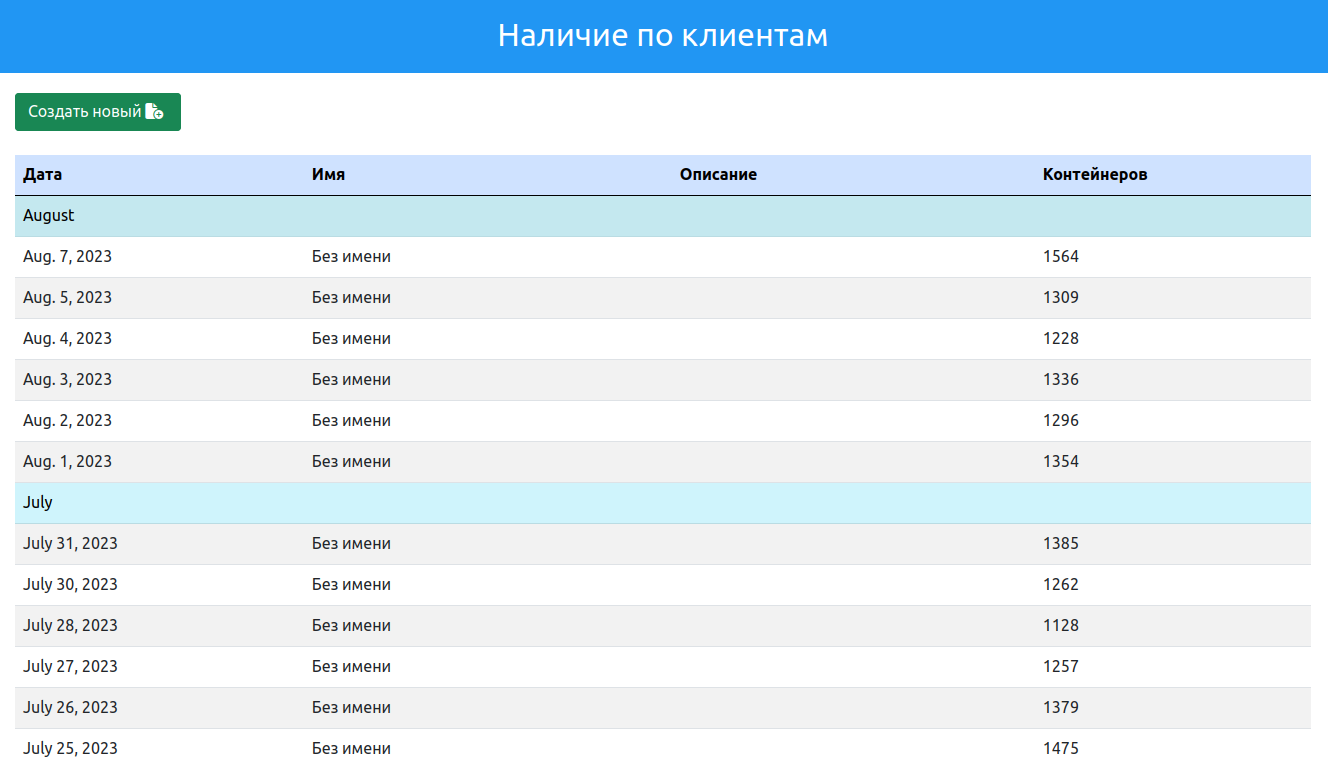 Наличие по клиентам
Создать новый
Дата Имя Описание Контейнеров
August
Aug. 7, 2023 Без имени 1564
Aug. 5, 2023 Без имени 1309
Aug. 4, 2023 Без имени 1228
Aug. 3, 2023 Без имени 1336
Aug. 2, 2023 Без имени 1296
Aug. 1, 2023 Без имени 1354
July
July 31, 2023 Без имени 1385
July 30, 2023 Без имени 1262
July 28, 2023 Без имени 1128
July 27, 2023 Без имени 1257
July 26, 2023 Без имени 1379
July 25, 2023 Без имени 1475